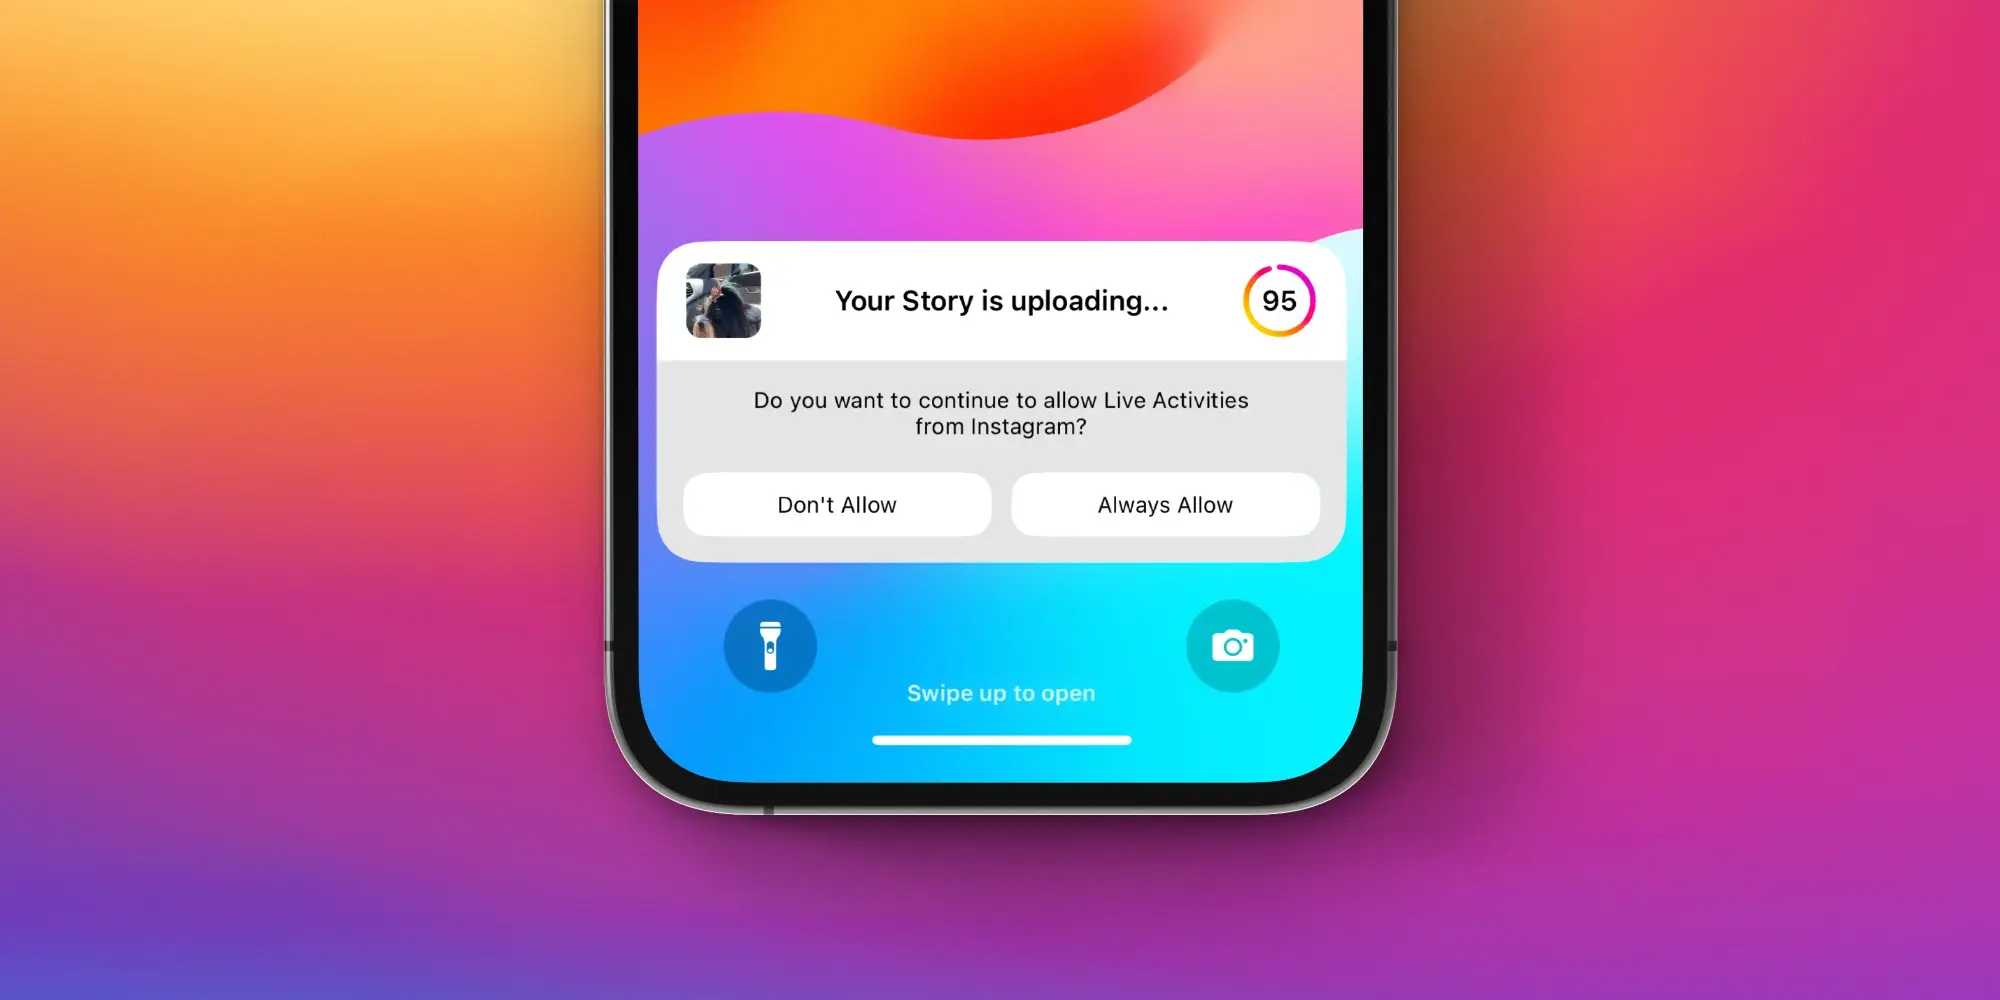 Your Story is uploading...
95
Do you want to continue to allow Live Activities
from Instagram?
Don't Allow
Always Allow
Swipe up to open